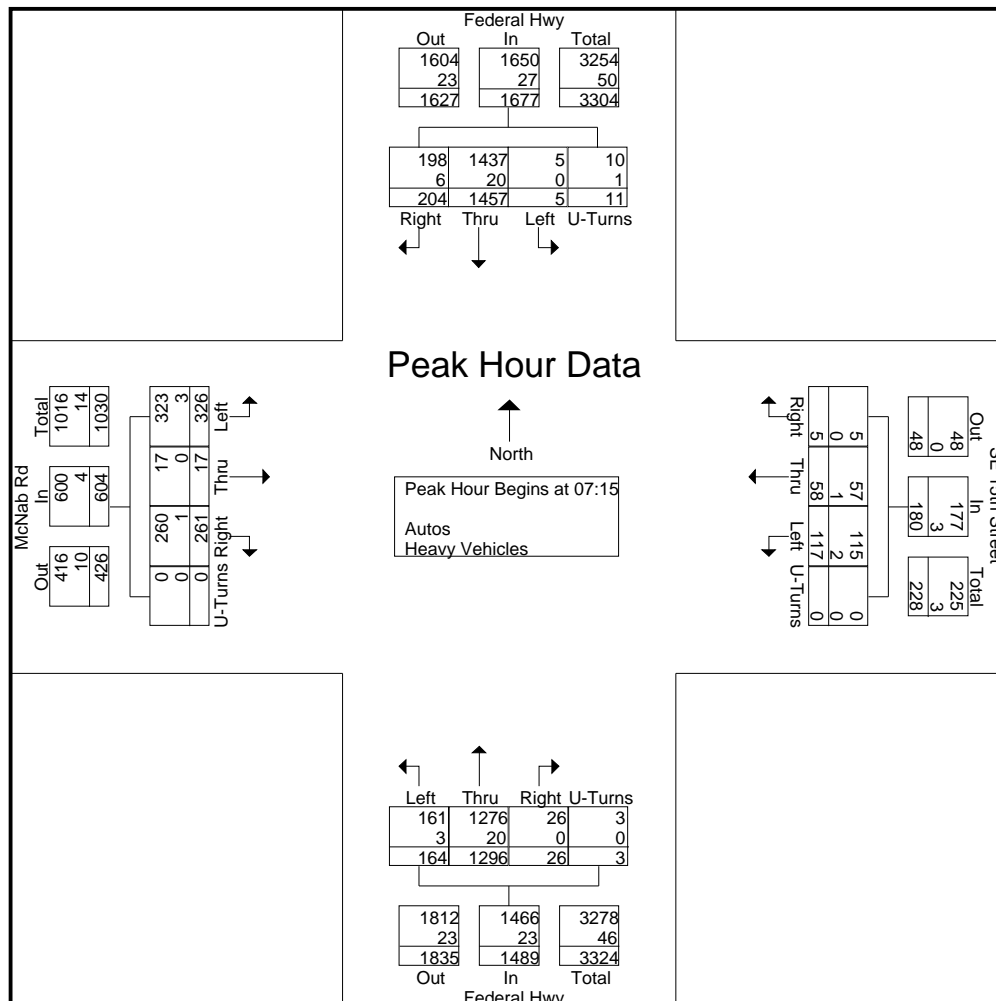 Federal Hwy
Out In Total
1604 1650 3254
23 27 50
1627 1677 3304
198 1437 5 10
6 20 0 1
204 1457 5 11
Right Thru Left U-Turns
Peak Hour Data
North
Peak Hour Begins at 07:15
Autos
Heavy Vehicles
McNab Rd
Out In Total
416 600 1016
10 4 14
426 604 1030
323 17 260 0
3 0 1 0
326 17 261 0
Left Thru Right U-Turns
Street
Out In Total
48 177 225
0 3 3
48 180 228
5 57 115 0
0 1 2 0
5 58 117 0
Right Thru Left U-Turns
Left Thru Right U-Turns
161 1276 26 3
3 20 0 0
164 1296 26 3
1812 1466 3278
23 23 46
1835 1489 3324
Out In Total
Federal Hwy